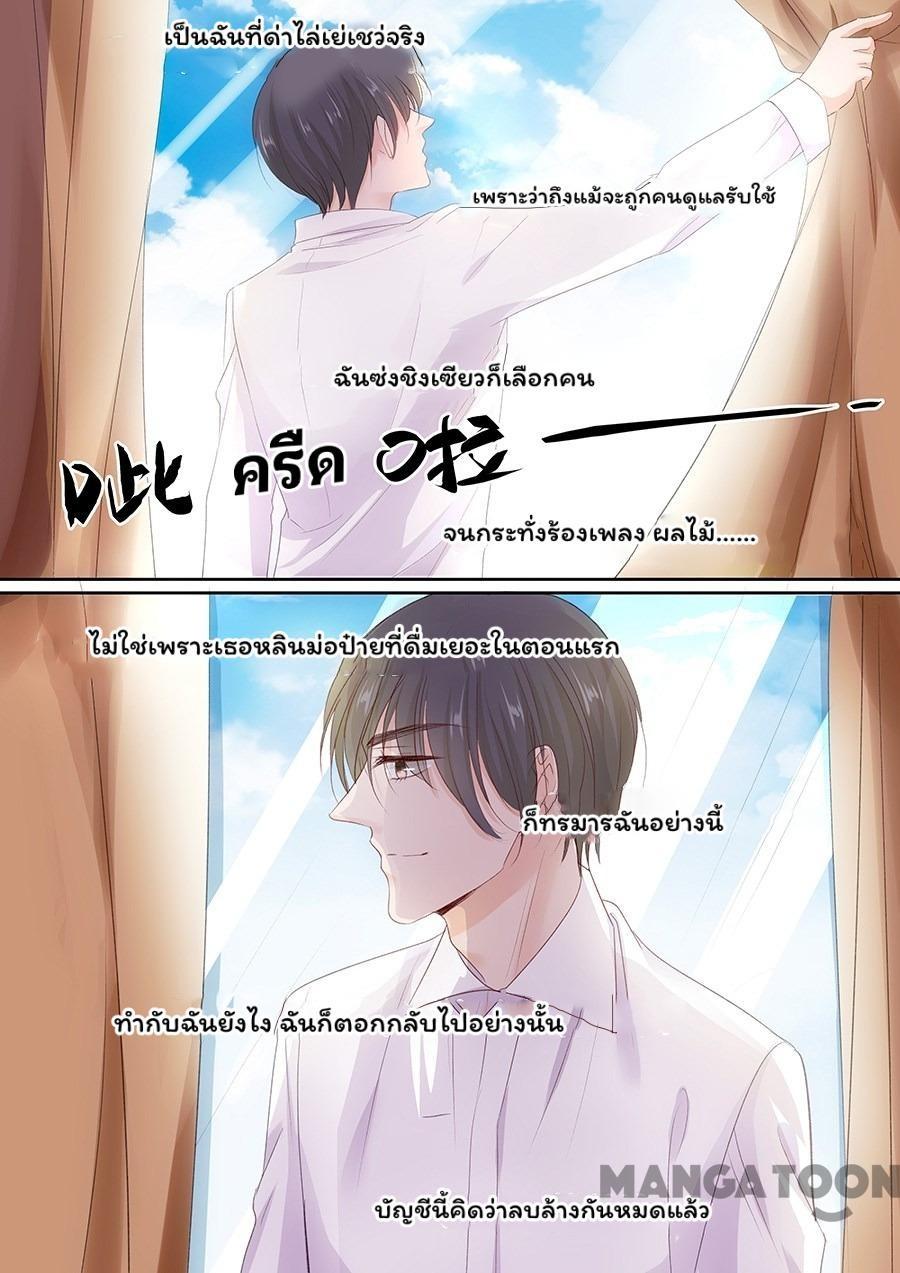 เป็นฉันที่ด่าไล่เย่เชว่จริง
เพราะว่าถึงแม้จะถูกคนดูแลรับใช้
ฉันซ่งชิงเซียวก็เลือกคน
呲 ครืด 啦
จนกระทั่งร้องเพลง ผลไม้......
ไม่ใช่เพราะเธอหลินม่อป๋ายที่ดื่มเยอะในตอนแรก
ก็ทรมารฉันอย่างนี้
ทำกับฉันยังไง ฉันก็ตอกกลับไปอย่างนั้น
MANGATOON
บัญชีนี้คิดว่าลบล้างกันหมดแล้ว